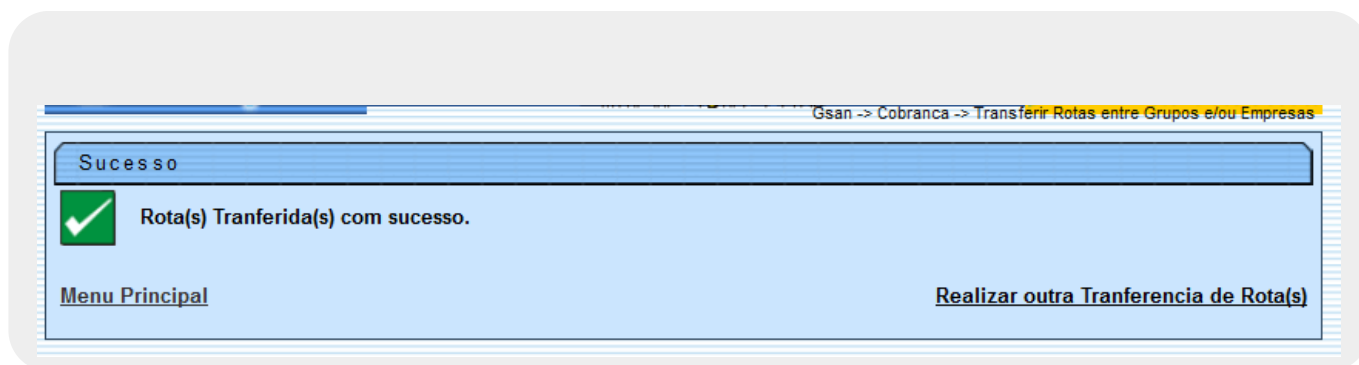 Gsan -> Cobranca -> Transferir Rotas entre Grupos e/ou Empresas
Sucesso
Rota(s) Tranferida(s) com sucesso.
Menu Principal
Realizar outra Tranferencia de Rota(s)